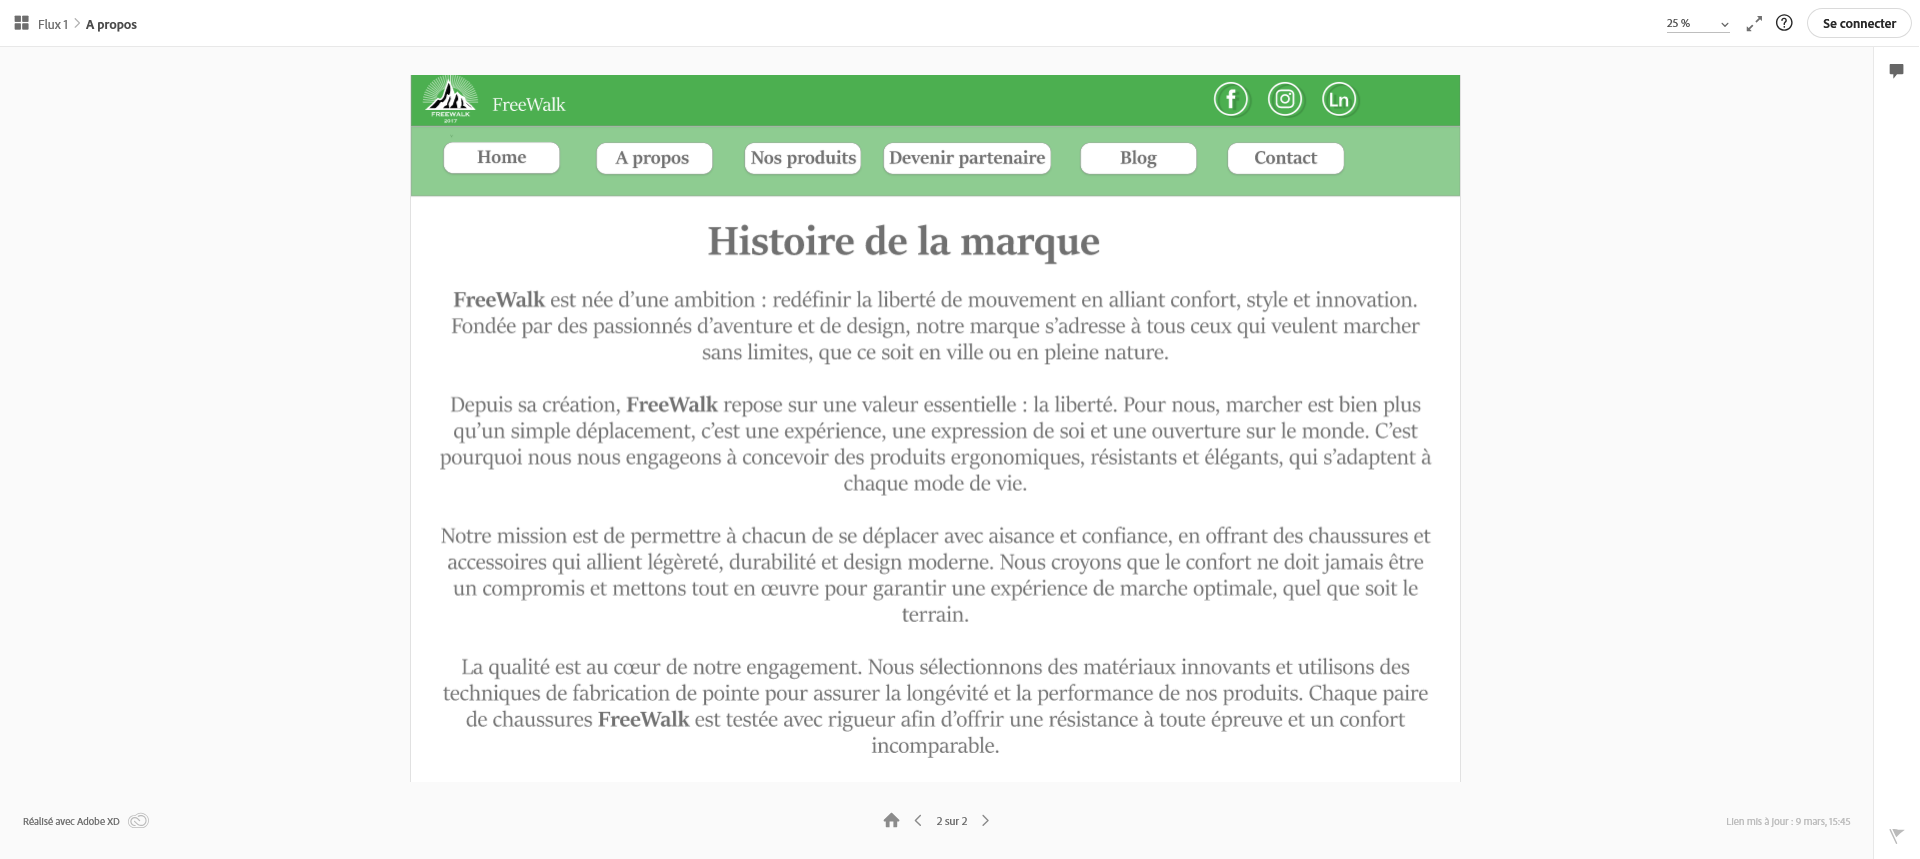 Flux 1 > A propos
25 %
Se connecter
FREEWALK
2017
FreeWalk
Ln
Home
A propos
Nos produits
Devenir partenaire
Blog
Contact
Histoire de la marque
FreeWalk est née d’une ambition : redéfinir la liberté de mouvement en alliant confort, style et innovation.
Fondée par des passionnés d’aventure et de design, notre marque s’adresse à tous ceux qui veulent marcher
sans limites, que ce soit en ville ou en pleine nature.
Depuis sa création, FreeWalk repose sur une valeur essentielle : la liberté. Pour nous, marcher est bien plus
qu’un simple déplacement, c’est une expérience, une expression de soi et une ouverture sur le monde. C’est
pourquoi nous nous engageons à concevoir des produits ergonomiques, résistants et élégants, qui s’adaptent à
chaque mode de vie.
Notre mission est de permettre à chacun de se déplacer avec aisance et confiance, en offrant des chaussures et
accessoires qui allient légèreté, durabilité et design moderne. Nous croyons que le confort ne doit jamais être
un compromis et mettons tout en œuvre pour garantir une expérience de marche optimale, quel que soit le
terrain.
La qualité est au cœur de notre engagement. Nous sélectionnons des matériaux innovants et utilisons des
techniques de fabrication de pointe pour assurer la longévité et la performance de nos produits. Chaque paire
de chaussures FreeWalk est testée avec rigueur afin d’offrir une résistance à toute épreuve et un confort
incomparable.
Réalisé avec Adobe XD
2 sur 2
Lien mis à jour : 9 mars, 15:45